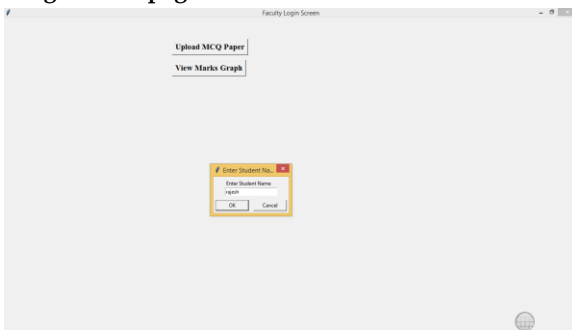 Faculty Login Screen
Upload MCQ Paper
View Marks Graph
Enter Student Na...
Enter Student Name
rajesh
OK
Cancel